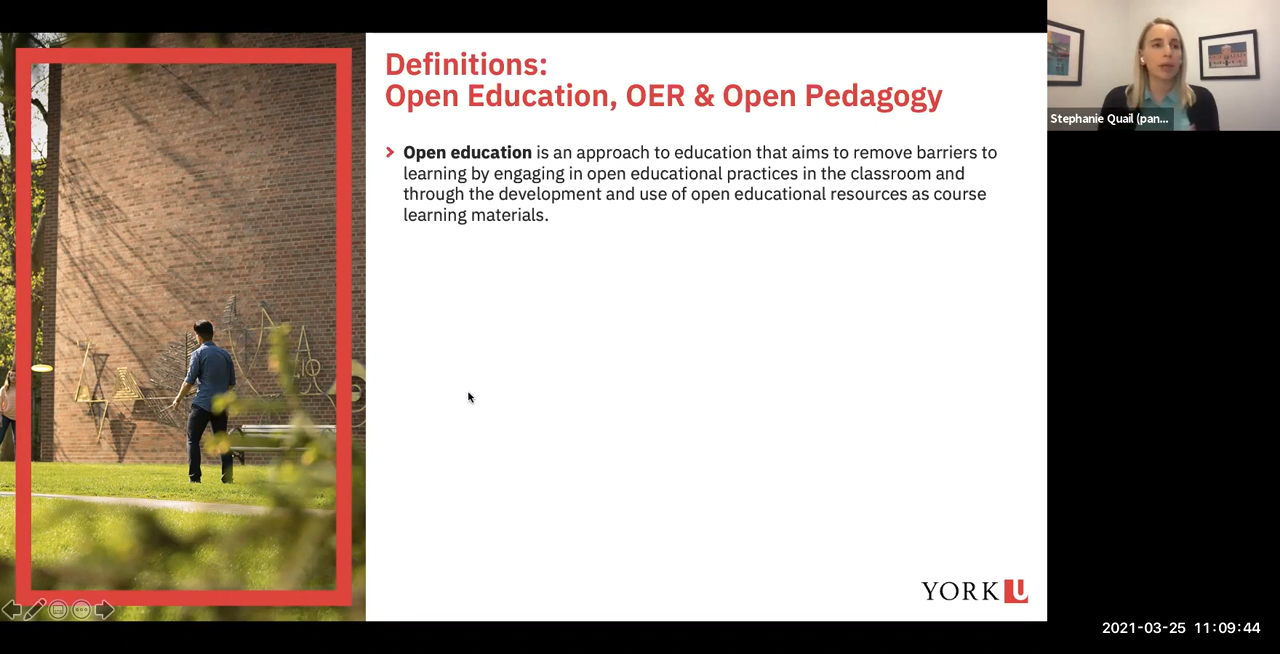 Definitions:
Open Education, OER & Open Pedagogy
Open education is an approach to education that aims to remove barriers to
learning by engaging in open educational practices in the classroom and
through the development and use of open educational resources as course
learning materials.
YORK U
Stephanie Quail (pan...
2021-03-25 11:09:44